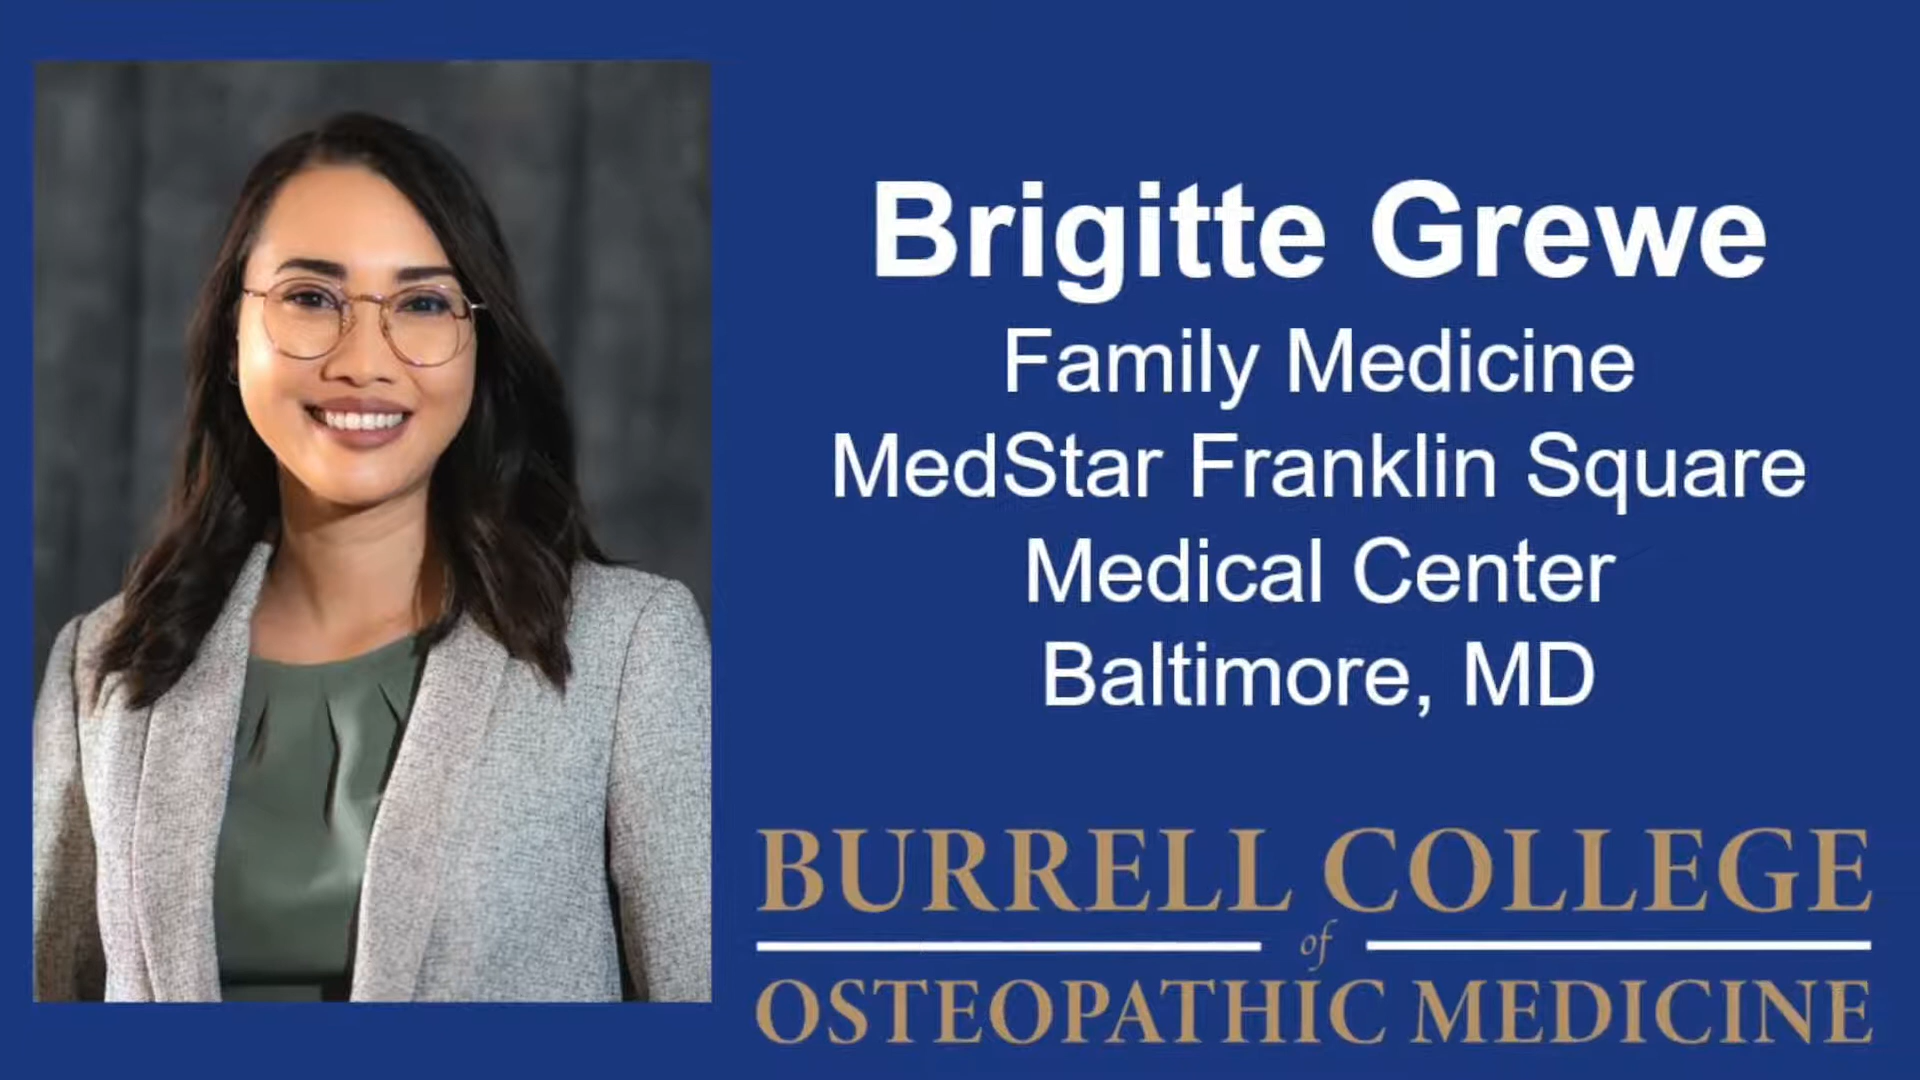 Brigitte Grewe
Family Medicine
MedStar Franklin Square
Medical Center
Baltimore, MD
BURRELL COLLEGE
of
OSTEOPATHIC MEDICINE